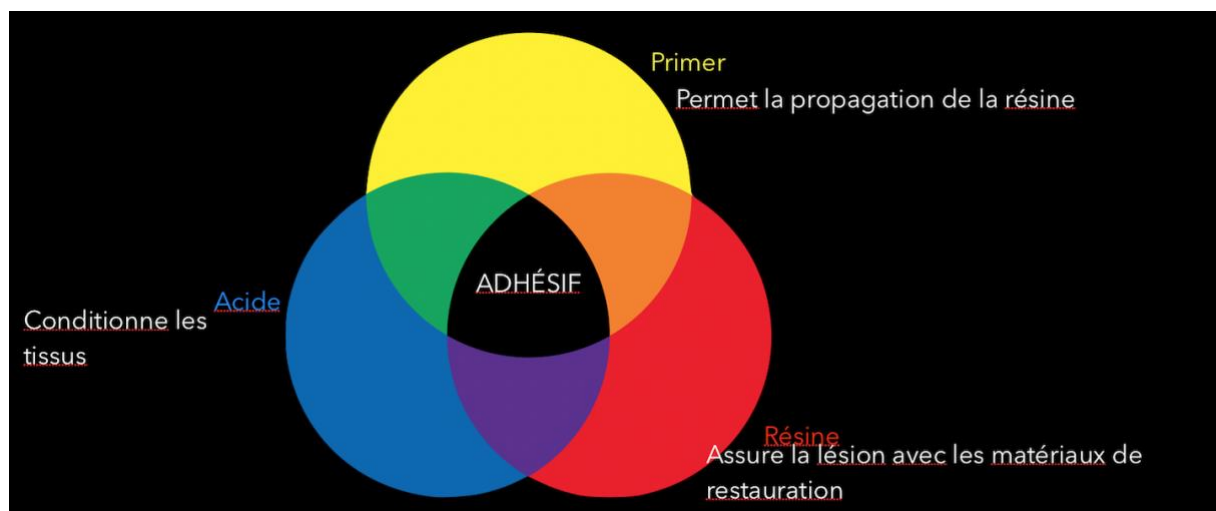 Primer
Permet la propagation de la résine
ADHÉSIF
Acide
Conditionne les
tissus
Résine
Assure la lésion avec les matériaux de
restauration